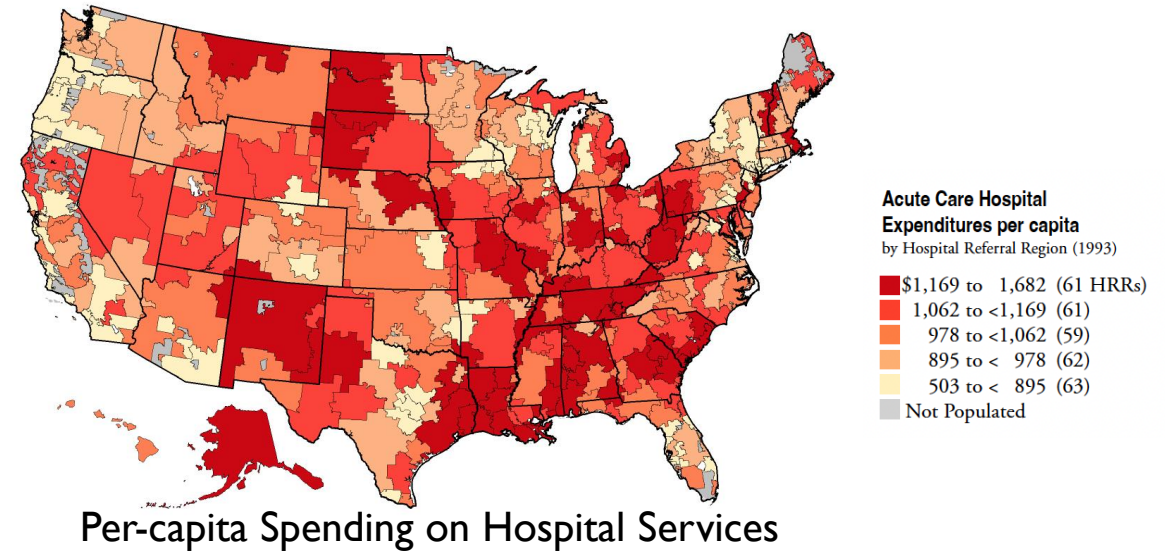 Acute Care Hospital
Expenditures per capita
by Hospital Referral Region (1993)
$1,169 to 1,682 (61 HRRs)
1,062 to <1,169 (61)
978 to <1,062 (59)
895 to < 978 (62)
503 to < 895 (63)
Not Populated
Per-capita Spending on Hospital Services